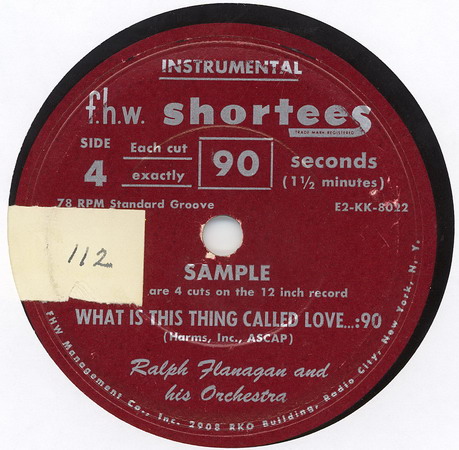 INSTRUMENTAL
f.h.w. shortees
TRADE MARK REGISTERED
SIDE 4
Each cut exactly
90
seconds
(11/2 minutes)
78 RPM Standard Groove
E2-KK-8022
112
SAMPLE
are 4 cuts on the 12 inch record
WHAT IS THIS THING CALLED LOVE...:90
(Harms, Inc., ASCAP)
Ralph Flanagan and
his Orchestra
FHW Management Co., Inc. 2908 RKO Building, Radio City, New York, N. Y.